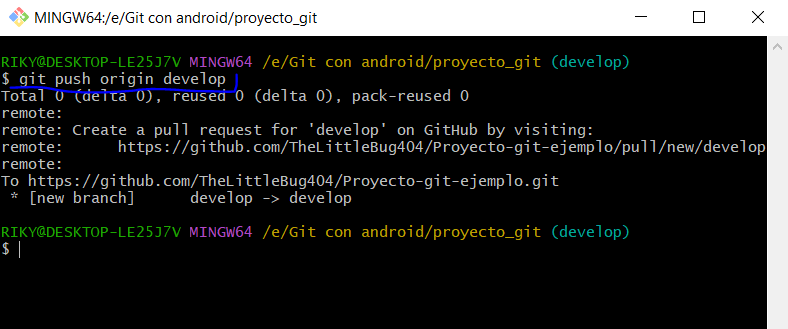 MINGW64:/e/Git con android/proyecto_git
RIKY@DESKTOP-LE25J7V MINGW64 /e/Git con android/proyecto_git (develop)
$ git push origin develop
Total 0 (delta 0), reused 0 (delta 0), pack-reused 0
remote:
remote: Create a pull request for 'develop' on GitHub by visiting:
remote:      https://github.com/TheLittleBug404/Proyecto-git-ejemplo/pull/new/develop
remote:
To https://github.com/TheLittleBug404/Proyecto-git-ejemplo.git
 * [new branch]      develop -> develop
RIKY@DESKTOP-LE25J7V MINGW64 /e/Git con android/proyecto_git (develop)
$